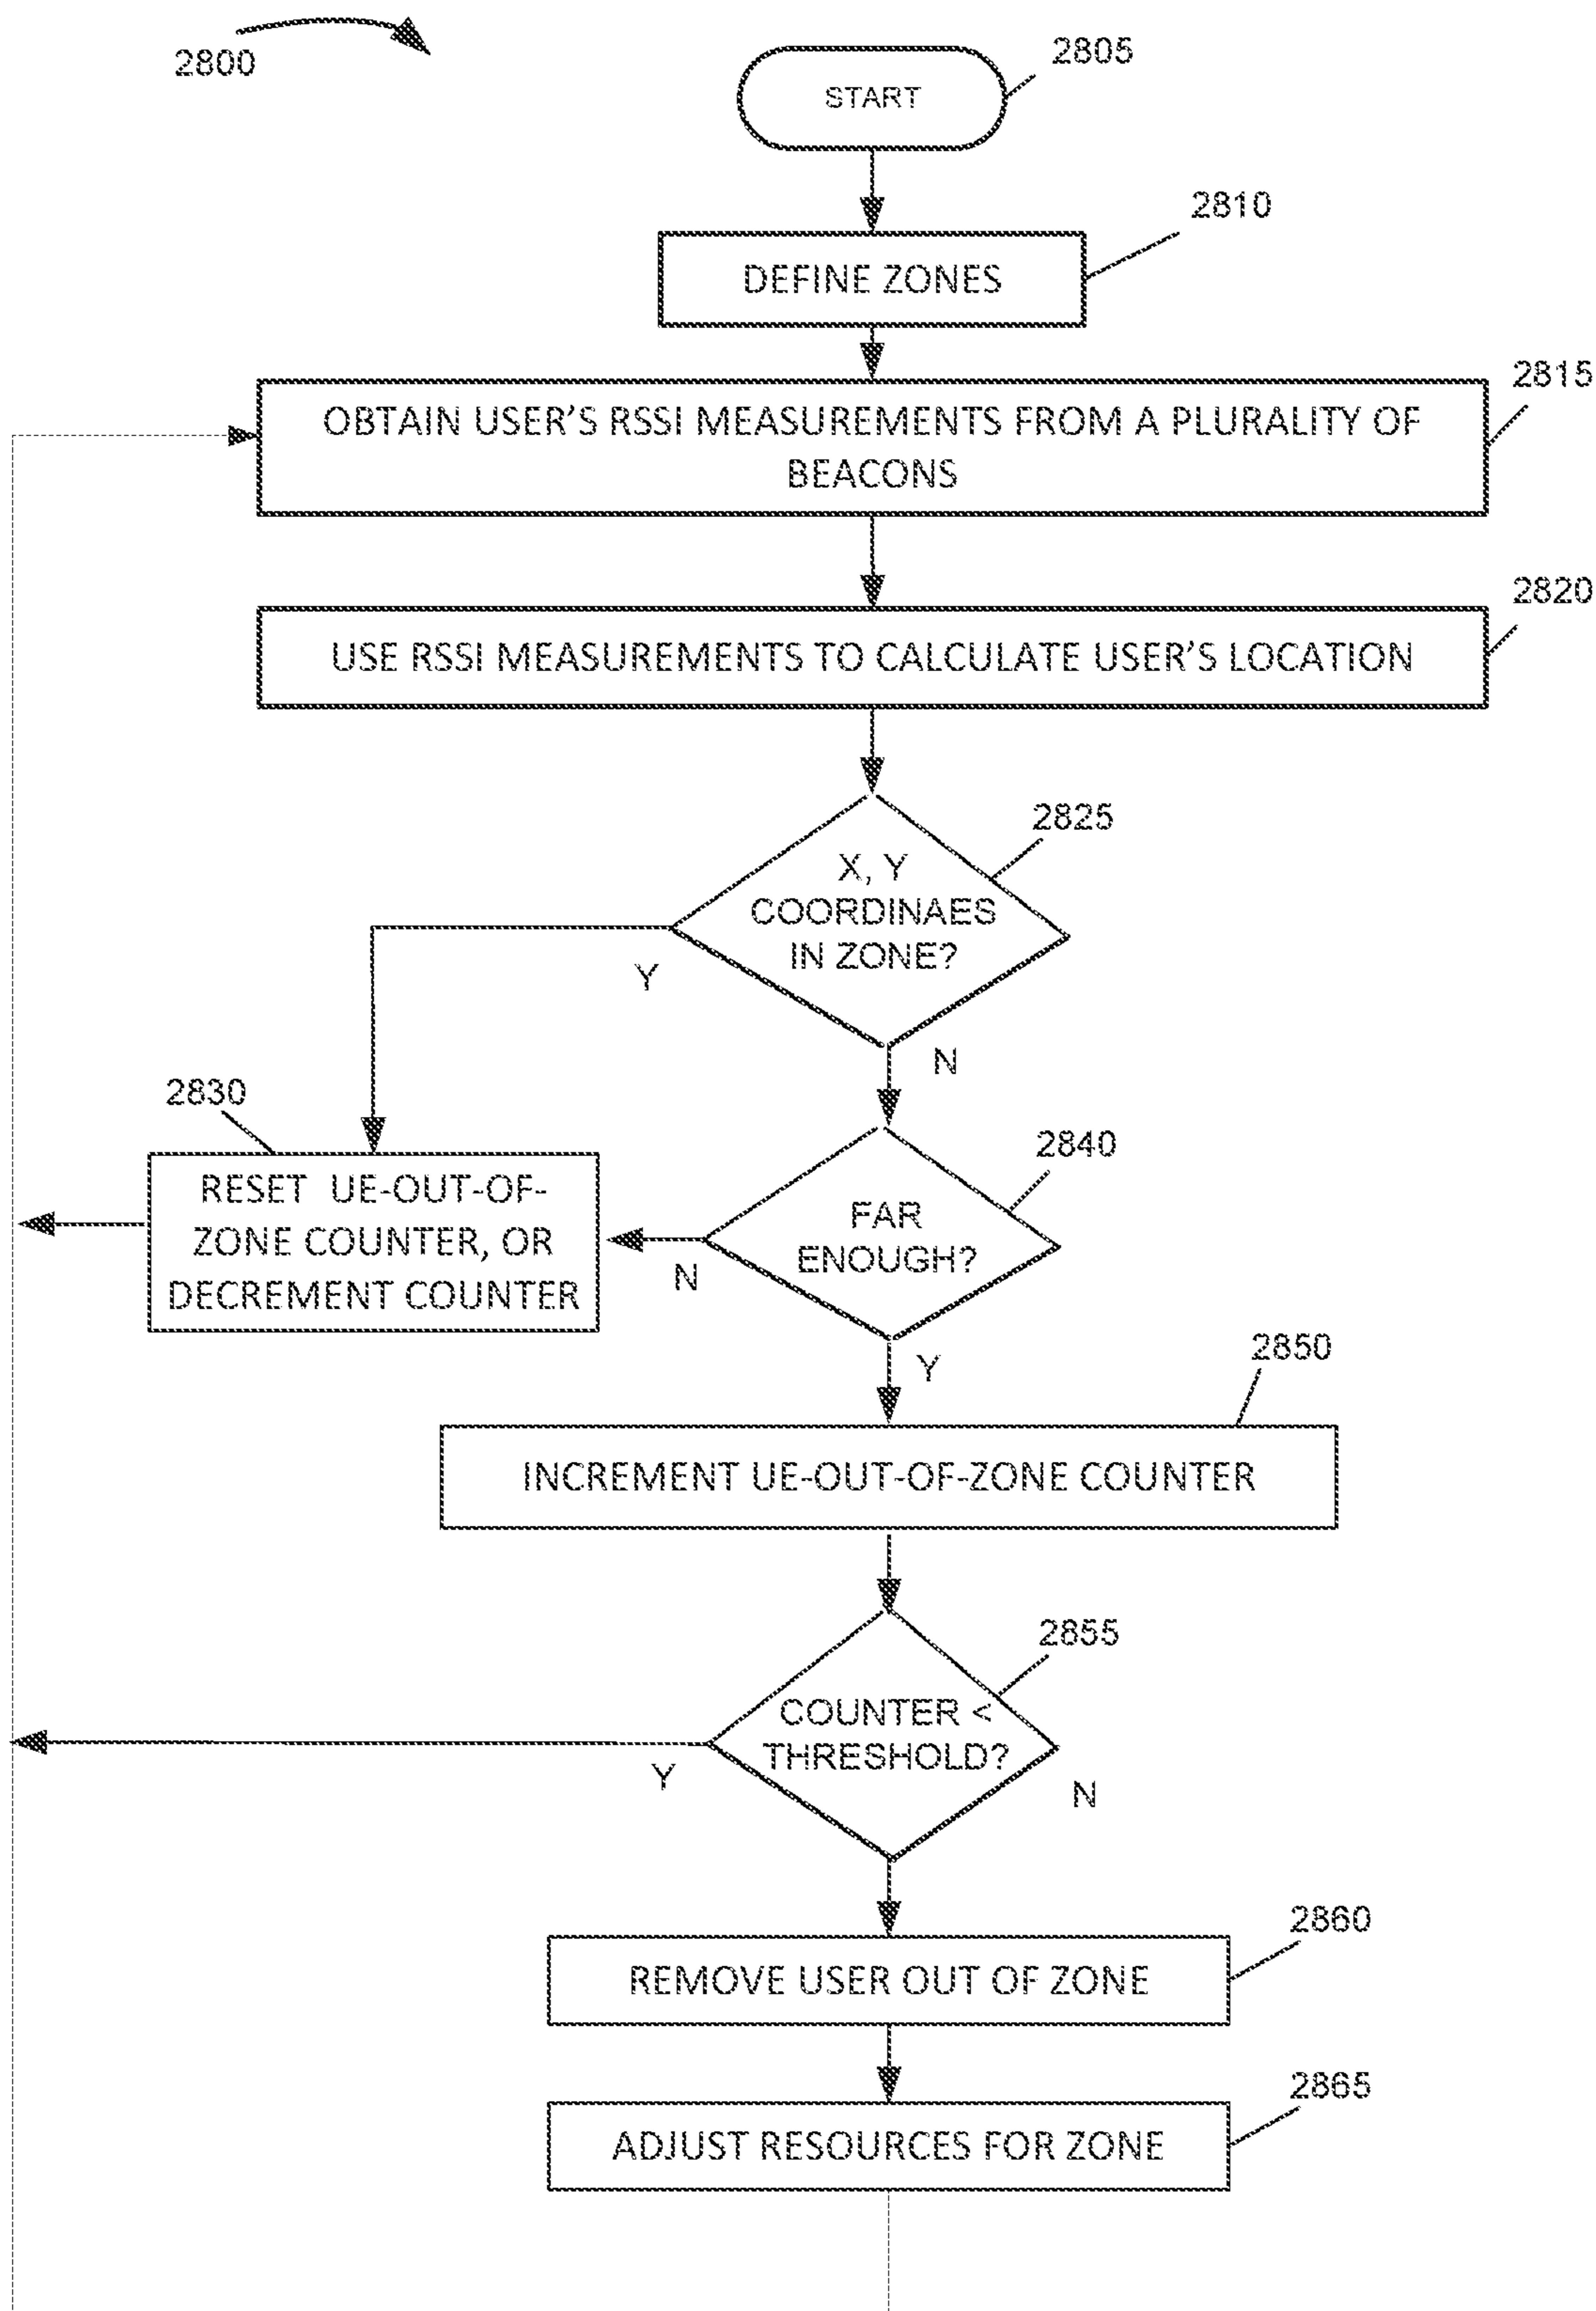 2800
START
2805
DEFINE ZONES
2810
OBTAIN USER'S RSSI MEASUREMENTS FROM A PLURALITY OF
BEACONS
2815
USE RSSI MEASUREMENTS TO CALCULATE USER'S LOCATION
2820
X, Y
COORDINAES
IN ZONE?
2825
Y
N
2830
RESET UE-OUT-OF-
ZONE COUNTER, OR
DECREMENT COUNTER
FAR
ENOUGH?
2840
N
Y
2850
INCREMENT UE-OUT-OF-ZONE COUNTER
COUNTER <
THRESHOLD?
2855
Y
N
REMOVE USER OUT OF ZONE
2860
ADJUST RESOURCES FOR ZONE
2865